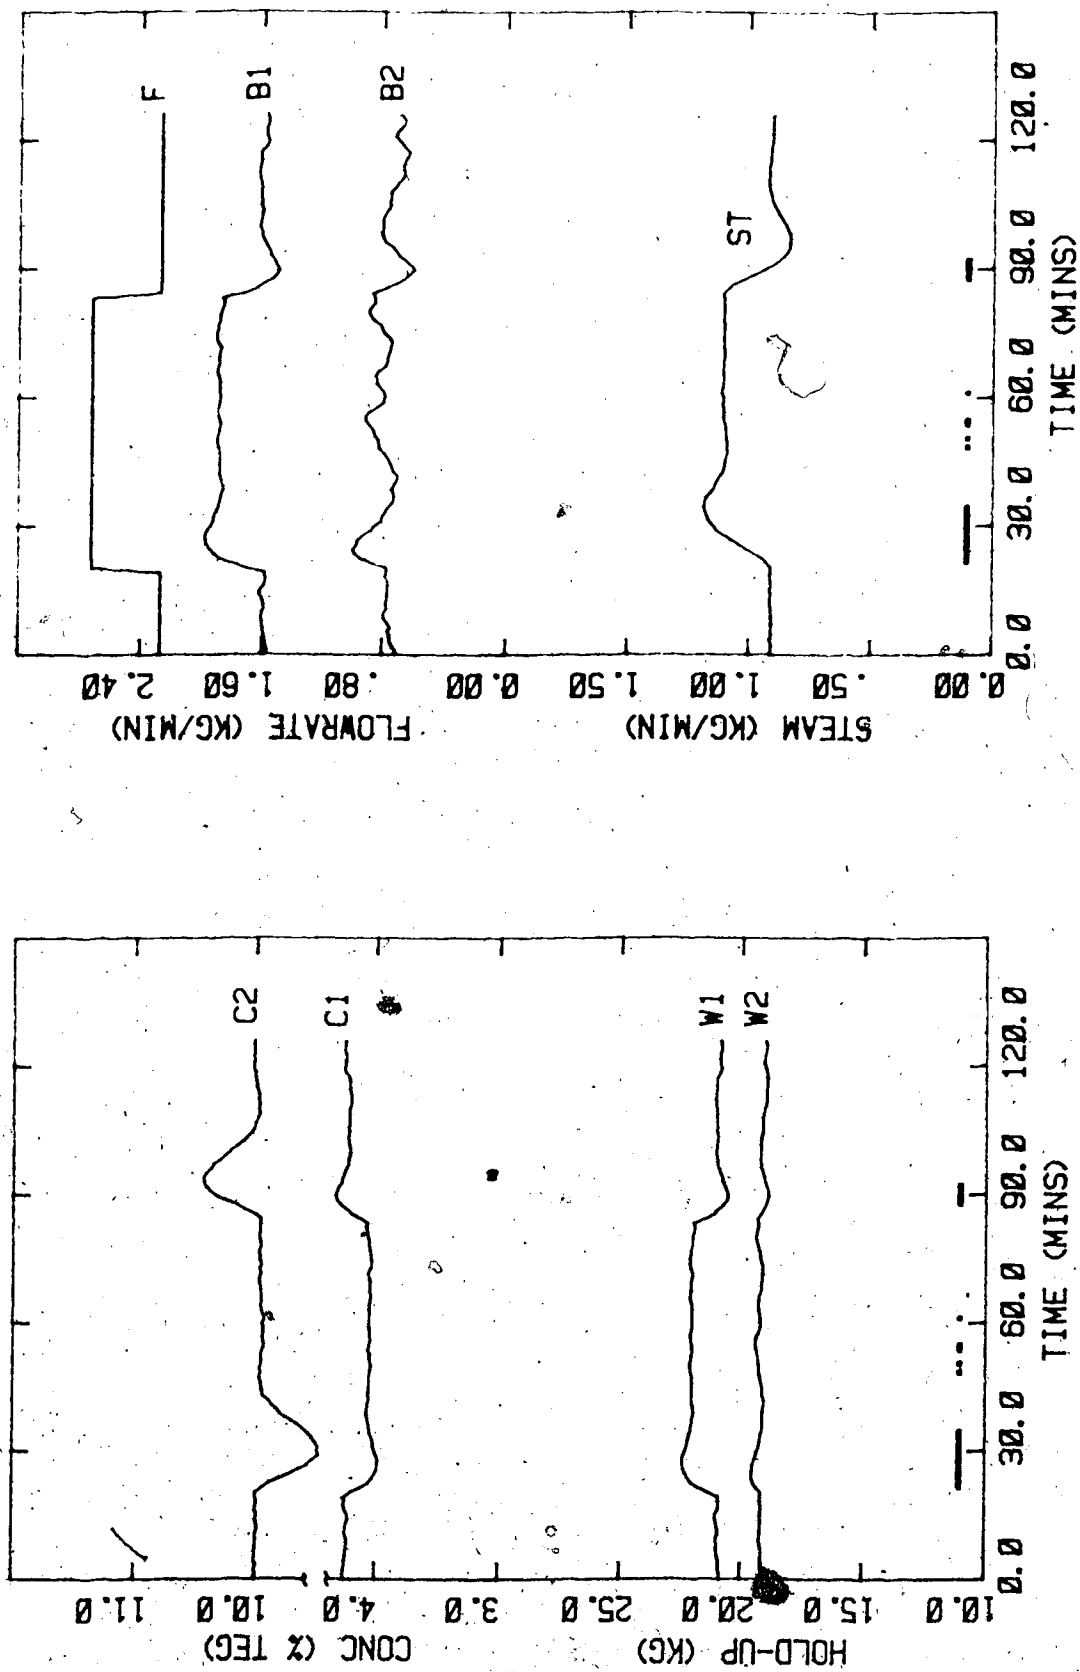 CONC (% TEG)
11.0
10.0
4.0
3.0
C2
C1
HOLD-UP (KG)
25.0
20.0
15.0
10.0
W1
W2
0.0 30.0 60.0 90.0 120.0
TIME (MINS)
FLOWRATE (KG/MIN)
2.40
1.60
.80
0.00
F
B1
B2
STEAM (KG/MIN)
1.50
1.00
.50
0.00
ST
0.0 30.0 60.0 90.0 120.0
TIME (MINS)